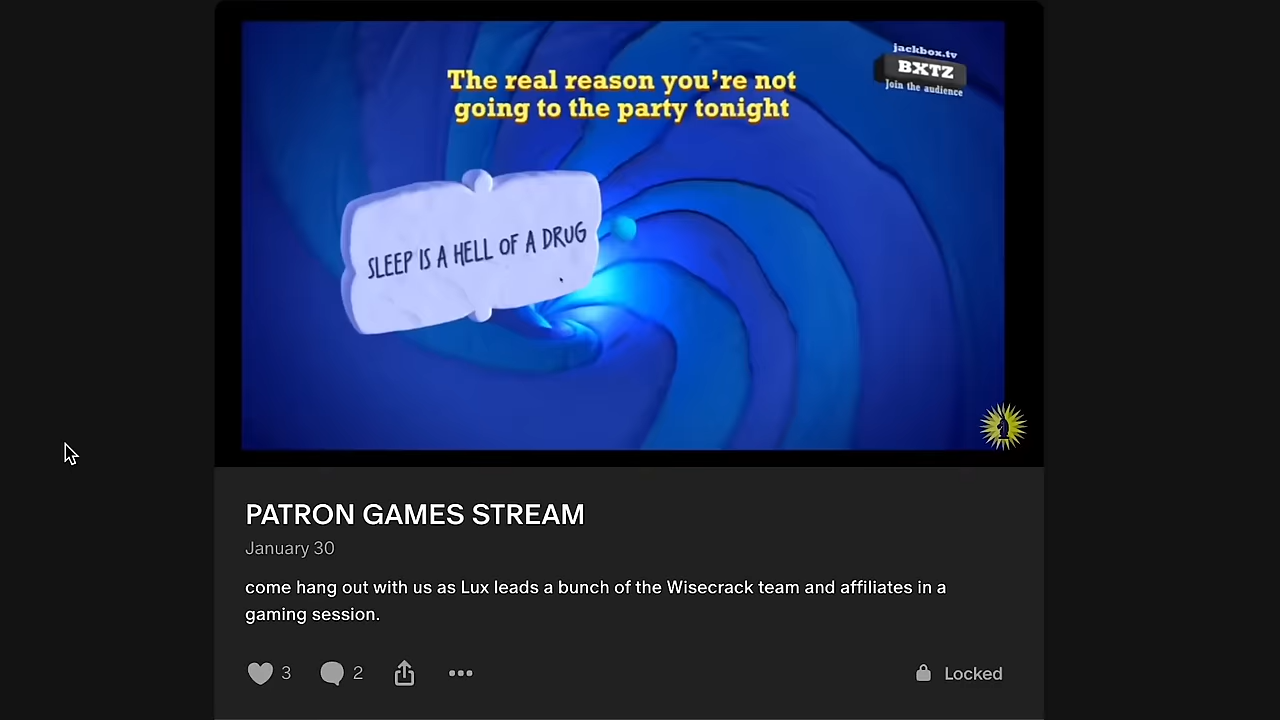 The real reason you're not
going to the party tonight
jackbox.tv
BXTZ
Join the audience
SLEEP IS A HELL OF A DRUG
PATRON GAMES STREAM
January 30
come hang out with us as Lux leads a bunch of the Wisecrack team and affiliates in a
gaming session.
3
2
Locked